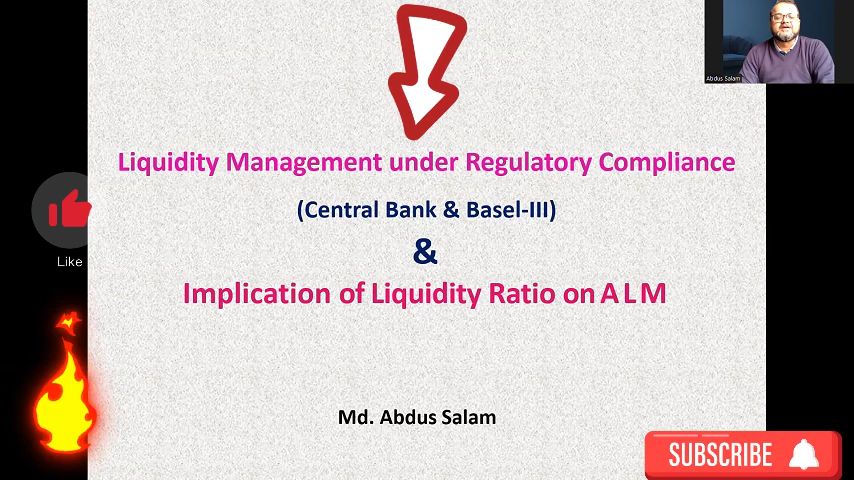 Abdus Salam
Liquidity Management under Regulatory Compliance
(Central Bank & Basel-III)
&
Implication of Liquidity Ratio on A L M
Like
Md. Abdus Salam
SUBSCRIBE